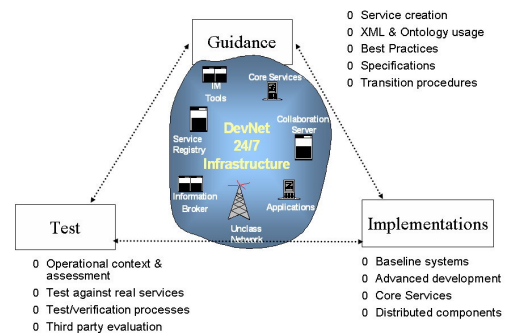 Guidance
0 Service creation
0 XML & Ontology usage
0 Best Practices
0 Specifications
0 Transition procedures
IM
Tools
Core Services
Service
Registry
DevNet
24/7
Infrastructure
Collaboration
Server
Information
Broker
Unclass
Network
Applications
Test
0 Operational context &
assessment
0 Test against real services
0 Test/verification processes
0 Third party evaluation
Implementations
0 Baseline systems
0 Advanced development
0 Core Services
0 Distributed components